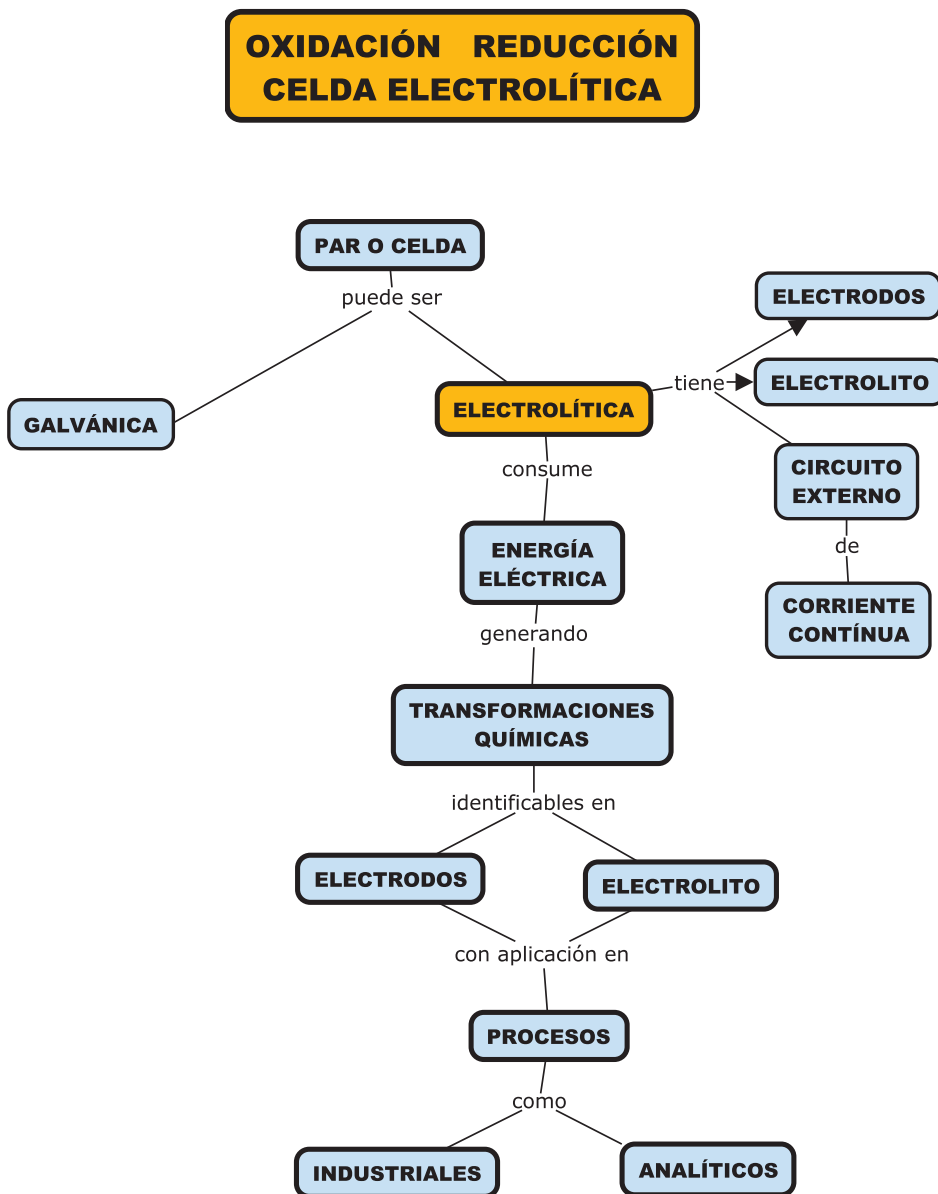 OXIDACIÓN REDUCCIÓN
CELDA ELECTROLÍTICA
PAR O CELDA
puede ser
GALVÁNICA
ELECTROLÍTICA
tiene
ELECTRODOS
ELECTROLITO
CIRCUITO
EXTERNO
de
CORRIENTE
CONTÍNUA
consume
ENERGÍA
ELÉCTRICA
generando
TRANSFORMACIONES
QUÍMICAS
identificables en
ELECTRODOS
ELECTROLITO
con aplicación en
PROCESOS
como
INDUSTRIALES
ANALÍTICOS